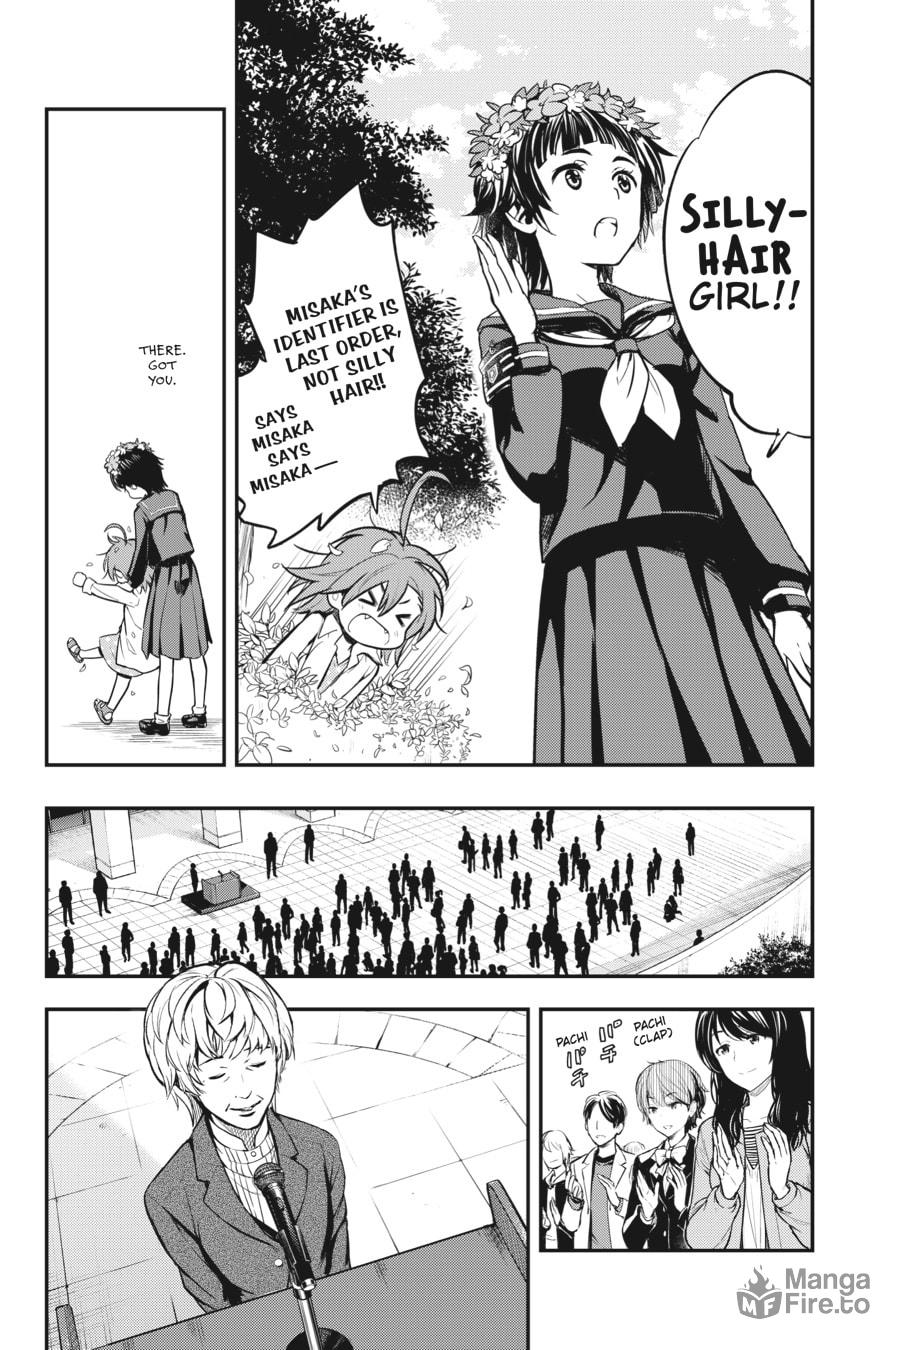 SILLY-
HAIR
GIRL!!
MISAKA'S
IDENTIFIER IS
LAST ORDER,
NOT SILLY
HAIR!!
SAYS
MISAKA
SAYS
MISAKA—
THERE.
GOT
YOU.
PACHI
(CLAP)
パチ
PACHI
パチ
Manga
Fire.to
MF